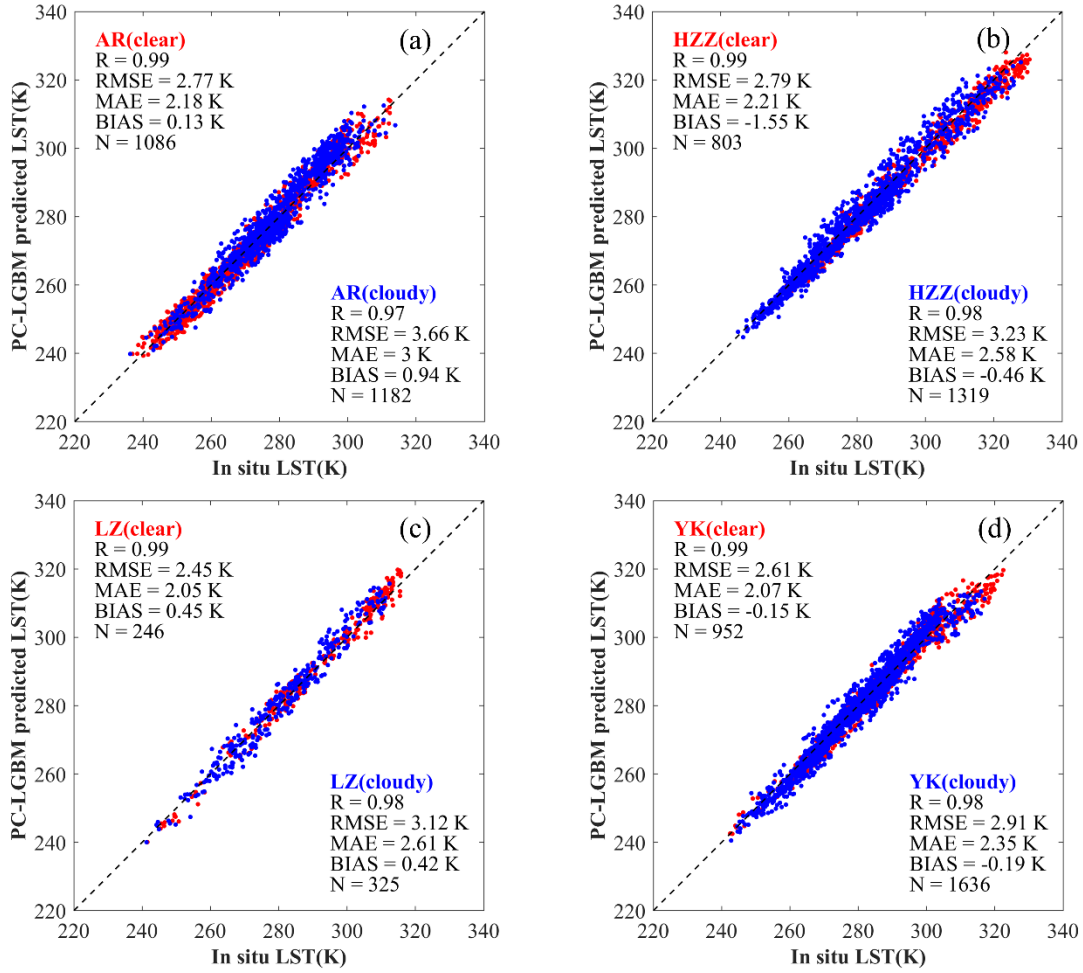 340
320
300
280
260
240
220
220
240
260
280
300
320
340
PC-LGBM predicted LST(K)
In situ LST(K)
(a)
AR(clear)
R = 0.99
RMSE = 2.77 K
MAE = 2.18 K
BIAS = 0.13 K
N = 1086
AR(cloudy)
R = 0.97
RMSE = 3.66 K
MAE = 3 K
BIAS = 0.94 K
N = 1182
340
320
300
280
260
240
220
220
240
260
280
300
320
340
PC-LGBM predicted LST(K)
In situ LST(K)
(b)
HZZ(clear)
R = 0.99
RMSE = 2.79 K
MAE = 2.21 K
BIAS = -1.55 K
N = 803
HZZ(cloudy)
R = 0.98
RMSE = 3.23 K
MAE = 2.58 K
BIAS = -0.46 K
N = 1319
340
320
300
280
260
240
220
220
240
260
280
300
320
340
PC-LGBM predicted LST(K)
In situ LST(K)
(c)
LZ(clear)
R = 0.99
RMSE = 2.45 K
MAE = 2.05 K
BIAS = 0.45 K
N = 246
LZ(cloudy)
R = 0.98
RMSE = 3.12 K
MAE = 2.61 K
BIAS = 0.42 K
N = 325
340
320
300
280
260
240
220
220
240
260
280
300
320
340
PC-LGBM predicted LST(K)
In situ LST(K)
(d)
YK(clear)
R = 0.99
RMSE = 2.61 K
MAE = 2.07 K
BIAS = -0.15 K
N = 952
YK(cloudy)
R = 0.98
RMSE = 2.91 K
MAE = 2.35 K
BIAS = -0.19 K
N = 1636